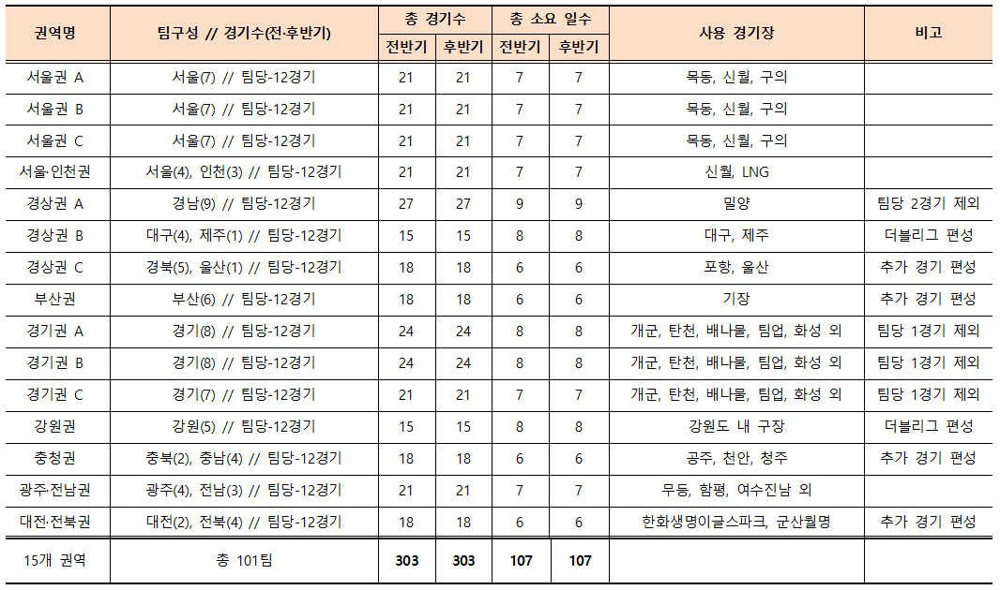 권역명 팀구성 // 경기수(전·후반기) 총 경기수 총 소요 일수 사용 경기장 비고
전반기 후반기 전반기 후반기
서울권 A 서울(7) // 팀당-12경기 21 21 7 7 목동, 신월, 구의
서울권 B 서울(7) // 팀당-12경기 21 21 7 7 목동, 신월, 구의
서울권 C 서울(7) // 팀당-12경기 21 21 7 7 목동, 신월, 구의
서울·인천권 서울(4), 인천(3) // 팀당-12경기 21 21 7 7 신월, LNG
경상권 A 경남(9) // 팀당-12경기 27 27 9 9 밀양 팀당 2경기 제외
경상권 B 대구(4), 제주(1) // 팀당-12경기 15 15 8 8 대구, 제주 더블리그 편성
경상권 C 경북(5), 울산(1) // 팀당-12경기 18 18 6 6 포항, 울산 추가 경기 편성
부산권 부산(6) // 팀당-12경기 18 18 6 6 기장 추가 경기 편성
경기권 A 경기(8) // 팀당-12경기 24 24 8 8 개군, 탄천, 배나물, 팀업, 화성 외 팀당 1경기 제외
경기권 B 경기(8) // 팀당-12경기 24 24 8 8 개군, 탄천, 배나물, 팀업, 화성 외 팀당 1경기 제외
경기권 C 경기(7) // 팀당-12경기 21 21 7 7 개군, 탄천, 배나물, 팀업, 화성 외 팀당 1경기 제외
강원권 강원(5) // 팀당-12경기 15 15 8 8 강원도 내 구장 더블리그 편성
충청권 충북(2), 충남(4) // 팀당-12경기 18 18 6 6 공주, 천안, 청주 추가 경기 편성
광주·전남권 광주(4), 전남(3) // 팀당-12경기 21 21 7 7 무등, 함평, 여수진남 외
대전·전북권 대전(2), 전북(4) // 팀당-12경기 18 18 6 6 한화생명이글스파크, 군산월명 추가 경기 편성
15개 권역 총 101팀 303 303 107 107